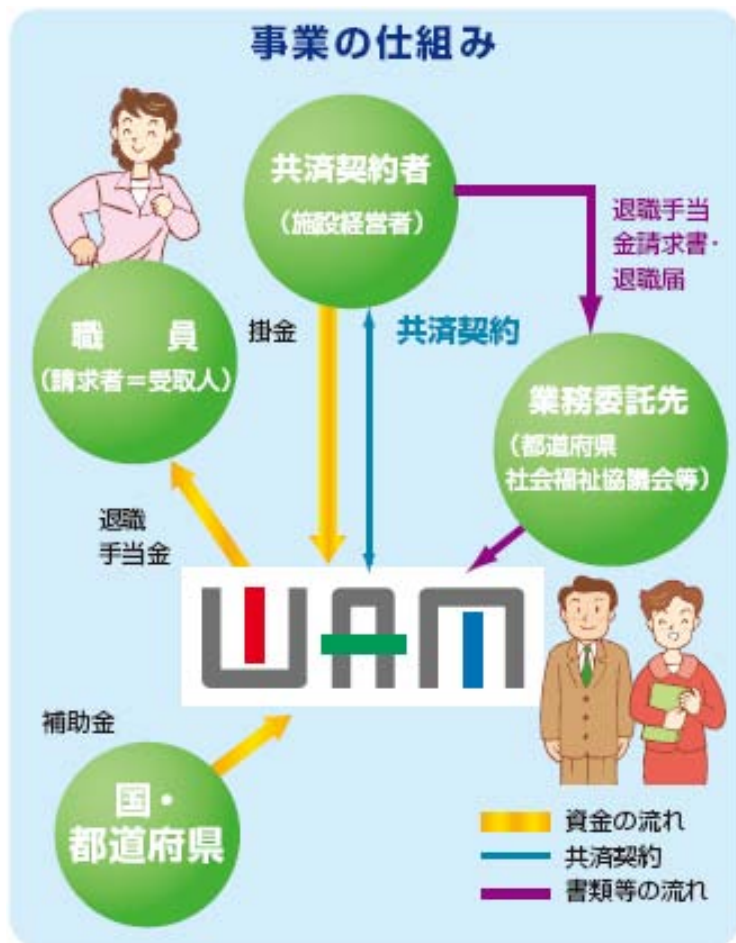 事業の仕組み
共済契約者
（施設経営者）
退職手当
金請求書・
退職届
職　員
（請求者＝受取人）
掛金
共済契約
業務委託先
（都道府県
社会福祉協議会等）
退職
手当金
WAM
補助金
国・
都道府県
資金の流れ
共済契約
書類等の流れ